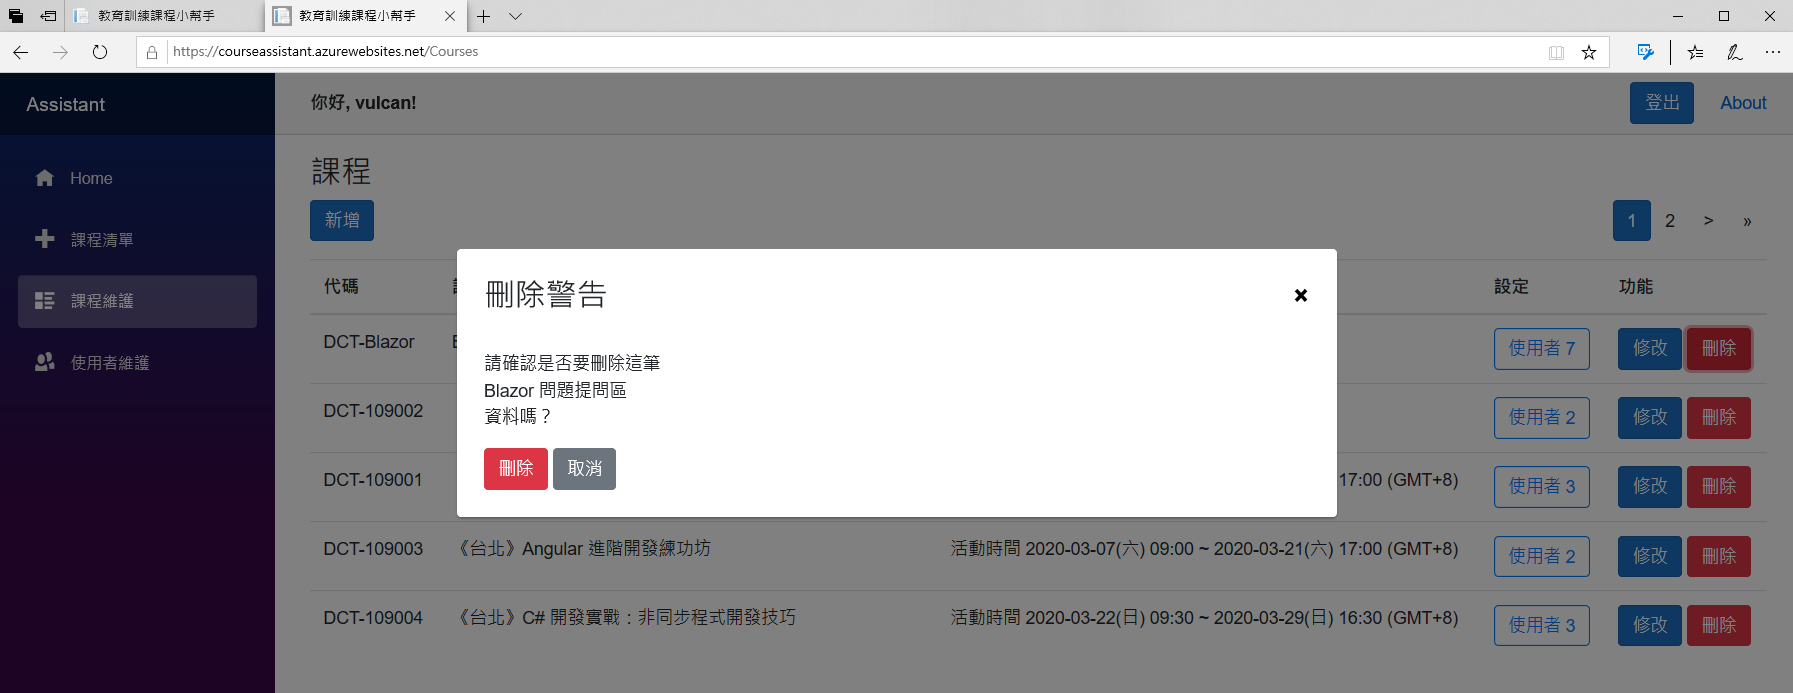 教育訓練課程小幫手
教育訓練課程小幫手
https://courseassistant.azurewebsites.net/Courses
Assistant
你好, vulcan!
登出
About
Home
課程清單
課程維護
使用者維護
課程
新增
1 2 > »
代碼
設定
功能
DCT-Blazor
使用者 7
修改
刪除
DCT-109002
使用者 2
修改
刪除
DCT-109001
17:00 (GMT+8)
使用者 3
修改
刪除
DCT-109003
《台北》Angular 進階開發練功坊
活動時間 2020-03-07(六) 09:00 ~ 2020-03-21(六) 17:00 (GMT+8)
使用者 2
修改
刪除
DCT-109004
《台北》C# 開發實戰：非同步程式開發技巧
活動時間 2020-03-22(日) 09:30 ~ 2020-03-29(日) 16:30 (GMT+8)
使用者 3
修改
刪除
刪除警告
請確認是否要刪除這筆
Blazor 問題提問區
資料嗎？
刪除
取消